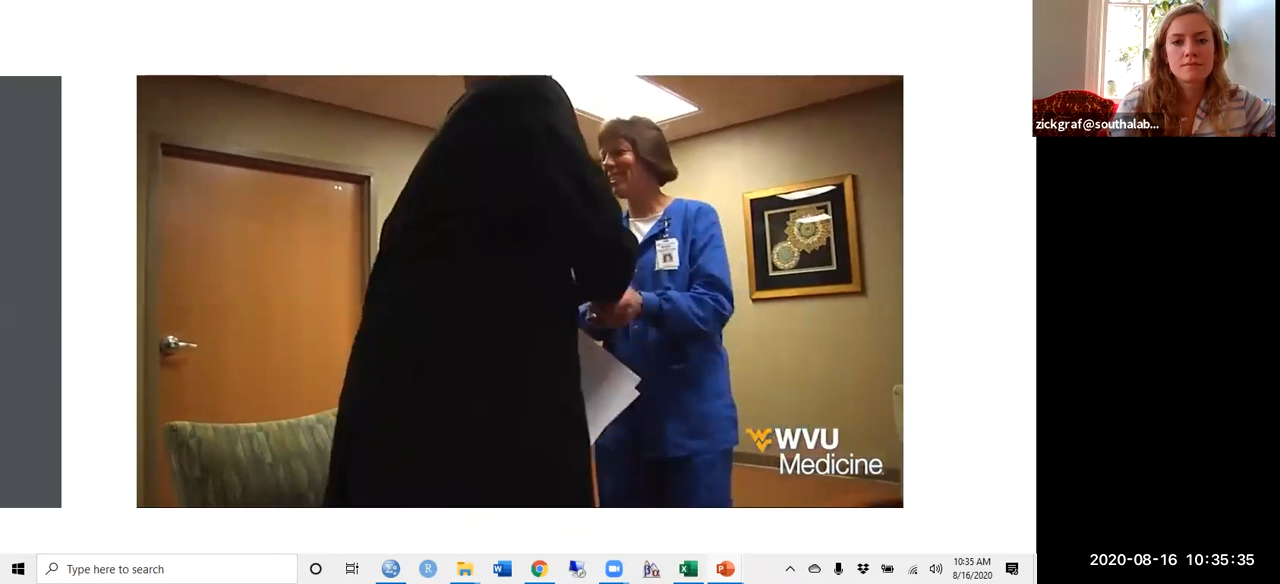 zickgraf@southalab...
WVU
Medicine
Type here to search
10:35 AM
8/16/2020
2020-08-16 10:35:35